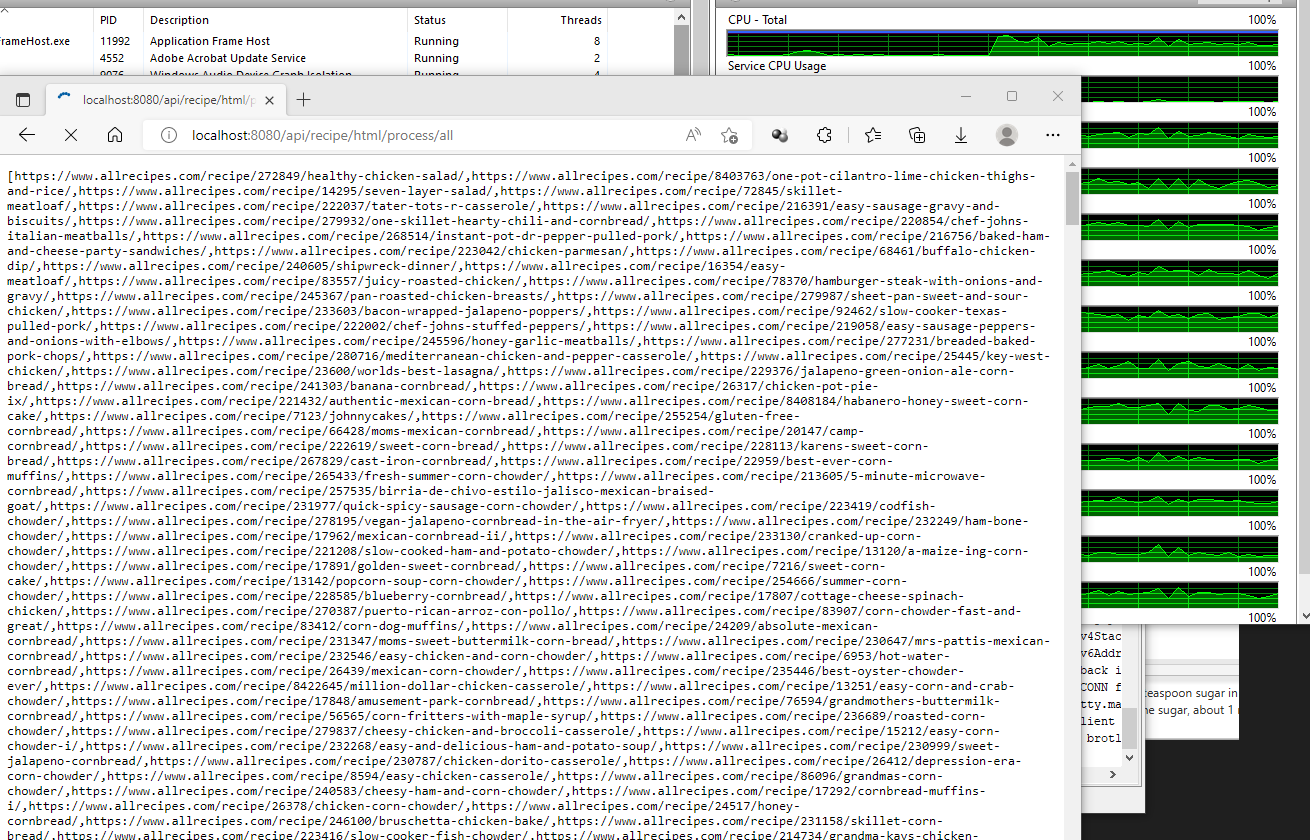 PID Description Status Threads
FrameHost.exe 11992 Application Frame Host Running 8
4552 Adobe Acrobat Update Service Running 2
9076 Windows Audio Device Graph Isolation Running 4
CPU - Total 100%
Service CPU Usage 100%
100%
100%
100%
100%
100%
100%
100%
100%
100%
100%
100%
100%
100%
localhost:8080/api/recipe/html/p
localhost:8080/api/recipe/html/process/all
[https://www.allrecipes.com/recipe/272849/healthy-chicken-salad/,https://www.allrecipes.com/recipe/8403763/one-pot-cilantro-lime-chicken-thighs-
and-rice/,https://www.allrecipes.com/recipe/14295/seven-layer-salad/,https://www.allrecipes.com/recipe/72845/skillet-
meatloaf/,https://www.allrecipes.com/recipe/222037/tater-tots-r-casserole/,https://www.allrecipes.com/recipe/216391/easy-sausage-gravy-and-
biscuits/,https://www.allrecipes.com/recipe/279932/one-skillet-hearty-chili-and-cornbread/,https://www.allrecipes.com/recipe/220854/chef-johns-
italian-meatballs/,https://www.allrecipes.com/recipe/268514/instant-pot-dr-pepper-pulled-pork/,https://www.allrecipes.com/recipe/216756/baked-ham-
and-cheese-party-sandwiches/,https://www.allrecipes.com/recipe/223042/chicken-parmesan/,https://www.allrecipes.com/recipe/68461/buffalo-chicken-
dip/,https://www.allrecipes.com/recipe/240605/shipwreck-dinner/,https://www.allrecipes.com/recipe/16354/easy-
meatloaf/,https://www.allrecipes.com/recipe/83557/juicy-roasted-chicken/,https://www.allrecipes.com/recipe/78370/hamburger-steak-with-onions-and-
gravy/,https://www.allrecipes.com/recipe/245367/pan-roasted-chicken-breasts/,https://www.allrecipes.com/recipe/279987/sheet-pan-sweet-and-sour-
chicken/,https://www.allrecipes.com/recipe/233603/bacon-wrapped-jalapeno-poppers/,https://www.allrecipes.com/recipe/92462/slow-cooker-texas-
pulled-pork/,https://www.allrecipes.com/recipe/222002/chef-johns-stuffed-peppers/,https://www.allrecipes.com/recipe/219058/easy-sausage-peppers-
and-onions-with-elbows/,https://www.allrecipes.com/recipe/245596/honey-garlic-meatballs/,https://www.allrecipes.com/recipe/277231/breaded-baked-
pork-chops/,https://www.allrecipes.com/recipe/280716/mediterranean-chicken-and-pepper-casserole/,https://www.allrecipes.com/recipe/25445/key-west-
chicken/,https://www.allrecipes.com/recipe/23600/worlds-best-lasagna/,https://www.allrecipes.com/recipe/229376/jalapeno-green-onion-ale-corn-
bread/,https://www.allrecipes.com/recipe/241303/banana-cornbread/,https://www.allrecipes.com/recipe/26317/chicken-pot-pie-
ix/,https://www.allrecipes.com/recipe/221432/authentic-mexican-corn-bread/,https://www.allrecipes.com/recipe/8408184/habanero-honey-sweet-corn-
cake/,https://www.allrecipes.com/recipe/7123/johnnycakes/,https://www.allrecipes.com/recipe/255254/gluten-free-
cornbread/,https://www.allrecipes.com/recipe/66428/moms-mexican-cornbread/,https://www.allrecipes.com/recipe/20147/camp-
cornbread/,https://www.allrecipes.com/recipe/222619/sweet-corn-bread/,https://www.allrecipes.com/recipe/228113/karens-sweet-corn-
bread/,https://www.allrecipes.com/recipe/267829/cast-iron-cornbread/,https://www.allrecipes.com/recipe/22959/best-ever-corn-
muffins/,https://www.allrecipes.com/recipe/265433/fresh-summer-corn-chowder/,https://www.allrecipes.com/recipe/213605/5-minute-microwave-
cornbread/,https://www.allrecipes.com/recipe/257535/birria-de-chivo-estilo-jalisco-mexican-braised-
goat/,https://www.allrecipes.com/recipe/231977/quick-spicy-sausage-corn-chowder/,https://www.allrecipes.com/recipe/223419/codfish-
chowder/,https://www.allrecipes.com/recipe/278195/vegan-jalapeno-cornbread-in-the-air-fryer/,https://www.allrecipes.com/recipe/232249/ham-bone-
chowder/,https://www.allrecipes.com/recipe/17962/mexican-cornbread-ii/,https://www.allrecipes.com/recipe/233130/cranked-up-corn-
chowder/,https://www.allrecipes.com/recipe/221208/slow-cooked-ham-and-potato-chowder/,https://www.allrecipes.com/recipe/13120/a-maize-ing-corn-
chowder/,https://www.allrecipes.com/recipe/17891/golden-sweet-cornbread/,https://www.allrecipes.com/recipe/7216/sweet-corn-
cake/,https://www.allrecipes.com/recipe/13142/popcorn-soup-corn-chowder/,https://www.allrecipes.com/recipe/254666/summer-corn-
chowder/,https://www.allrecipes.com/recipe/228585/blueberry-cornbread/,https://www.allrecipes.com/recipe/17807/cottage-cheese-spinach-
chicken/,https://www.allrecipes.com/recipe/270387/puerto-rican-arroz-con-pollo/,https://www.allrecipes.com/recipe/83907/corn-chowder-fast-and-
great/,https://www.allrecipes.com/recipe/83412/corn-dog-muffins/,https://www.allrecipes.com/recipe/24209/absolute-mexican-
cornbread/,https://www.allrecipes.com/recipe/231347/moms-sweet-buttermilk-corn-bread/,https://www.allrecipes.com/recipe/230647/mrs-pattis-mexican-
cornbread/,https://www.allrecipes.com/recipe/232546/easy-chicken-and-corn-chowder/,https://www.allrecipes.com/recipe/6953/hot-water-
cornbread/,https://www.allrecipes.com/recipe/26439/mexican-corn-bread/,https://www.allrecipes.com/recipe/235446/best-oyster-chowder-
ever/,https://www.allrecipes.com/recipe/8422645/million-dollar-chicken-casserole/,https://www.allrecipes.com/recipe/13251/easy-corn-and-crab-
chowder/,https://www.allrecipes.com/recipe/17848/amusement-park-cornbread/,https://www.allrecipes.com/recipe/76594/grandmothers-buttermilk-
cornbread/,https://www.allrecipes.com/recipe/56565/corn-fritters-with-maple-syrup/,https://www.allrecipes.com/recipe/236689/roasted-corn-
chowder/,https://www.allrecipes.com/recipe/279837/cheesy-chicken-and-broccoli-casserole/,https://www.allrecipes.com/recipe/15212/easy-corn-
chowder-i/,https://www.allrecipes.com/recipe/232268/easy-and-delicious-ham-and-potato-soup/,https://www.allrecipes.com/recipe/230999/sweet-
jalapeno-cornbread/,https://www.allrecipes.com/recipe/230787/chicken-dorito-casserole/,https://www.allrecipes.com/recipe/26412/depression-era-
corn-chowder/,https://www.allrecipes.com/recipe/8594/easy-chicken-casserole/,https://www.allrecipes.com/recipe/86096/grandmas-corn-
chowder/,https://www.allrecipes.com/recipe/240583/cheesy-ham-and-corn-chowder/,https://www.allrecipes.com/recipe/17292/cornbread-muffins-
i/,https://www.allrecipes.com/recipe/26378/chicken-corn-chowder/,https://www.allrecipes.com/recipe/24517/honey-
cornbread/,https://www.allrecipes.com/recipe/246100/bruschetta-chicken-bake/,https://www.allrecipes.com/recipe/231158/skillet-corn-
bread/,https://www.allrecipes.com/recipe/223416/slow-cooker-fish-chowder/,https://www.allrecipes.com/recipe/214734/grandma-kays-chicken-
v4Stac
v6Addr
back i
CONN f
tty.ma
lient
brotl
teaspoon sugar in
ne sugar, about 1